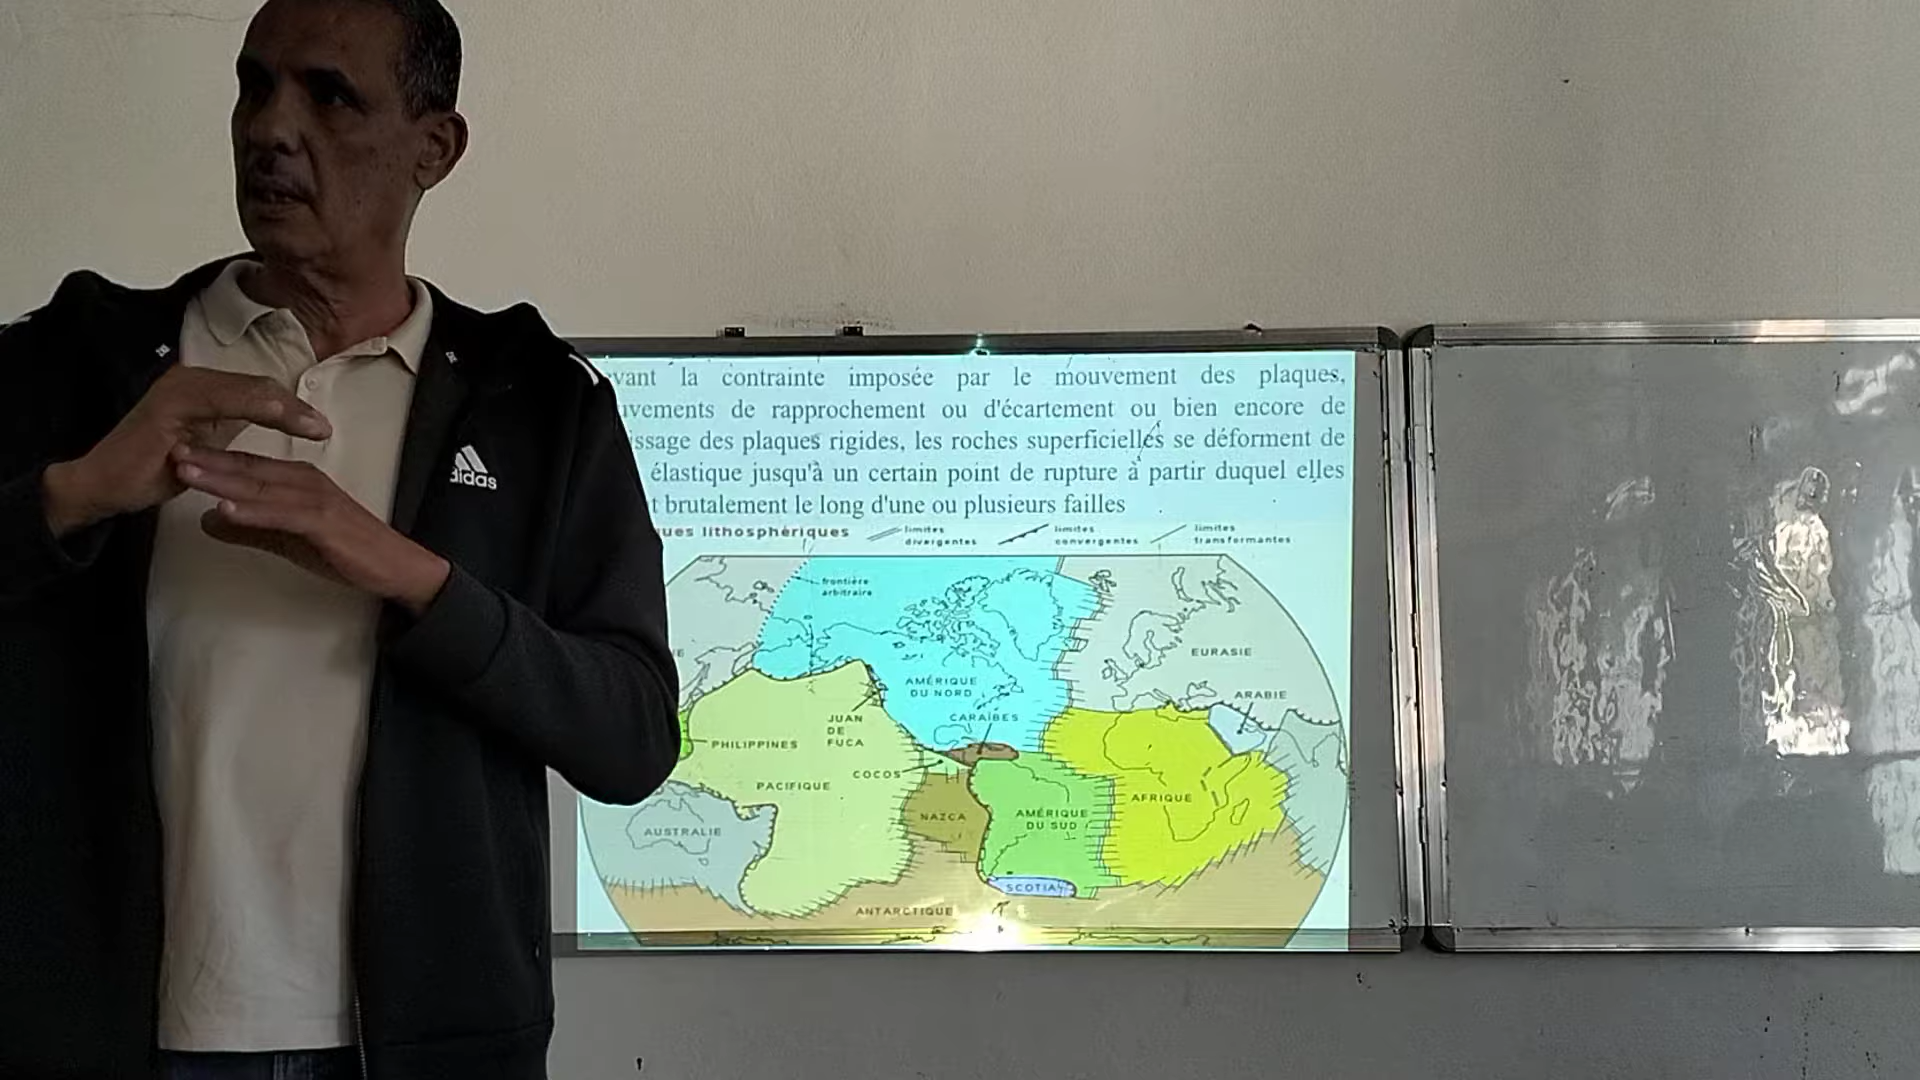 la contrainte imposée par le mouvement des plaques,
de rapprochement ou d'écartement ou bien encore de
des plaques rigides, les roches superficielles se déforment de
élastique jusqu'à un certain point de rupture à partir duquel elles
brutalement le long d'une ou plusieurs failles
lithosphériques
limites
divergentes
limites
convergentes
limites
transformantes
frontière
arbitraire
EURASIE
AMÉRIQUE
DU NORD
ARABIE
CARAÏBES
JUAN
DE
FUCA
PHILIPPINES
COCOS
PACIFIQUE
AFRIQUE
NAZCA
AMÉRIQUE
DU SUD
AUSTRALIE
SCOTIA
ANTARCTIQUE
adidas